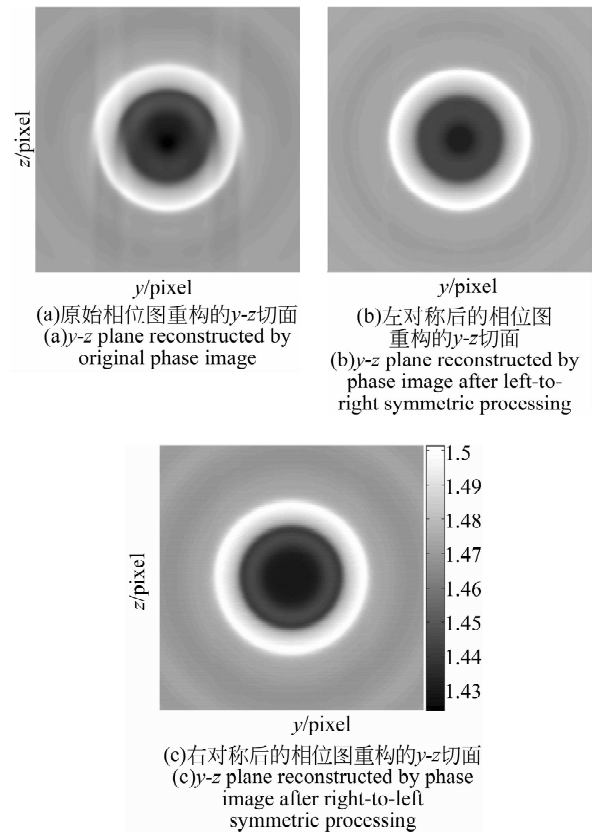 z/pixel
y/pixel
(a)原始相位图重构的y-z切面
(a)y-z plane reconstructed by
original phase image
y/pixel
(b)左对称后的相位图
重构的y-z切面
(b)y-z plane reconstructed by
phase image after left-to-
right symmetric processing
z/pixel
1.5
1.49
1.48
1.47
1.46
1.45
1.44
1.43
y/pixel
(c)右对称后的相位图重构的y-z切面
(c)y-z plane reconstructed by phase
image after right-to-left
symmetric processing